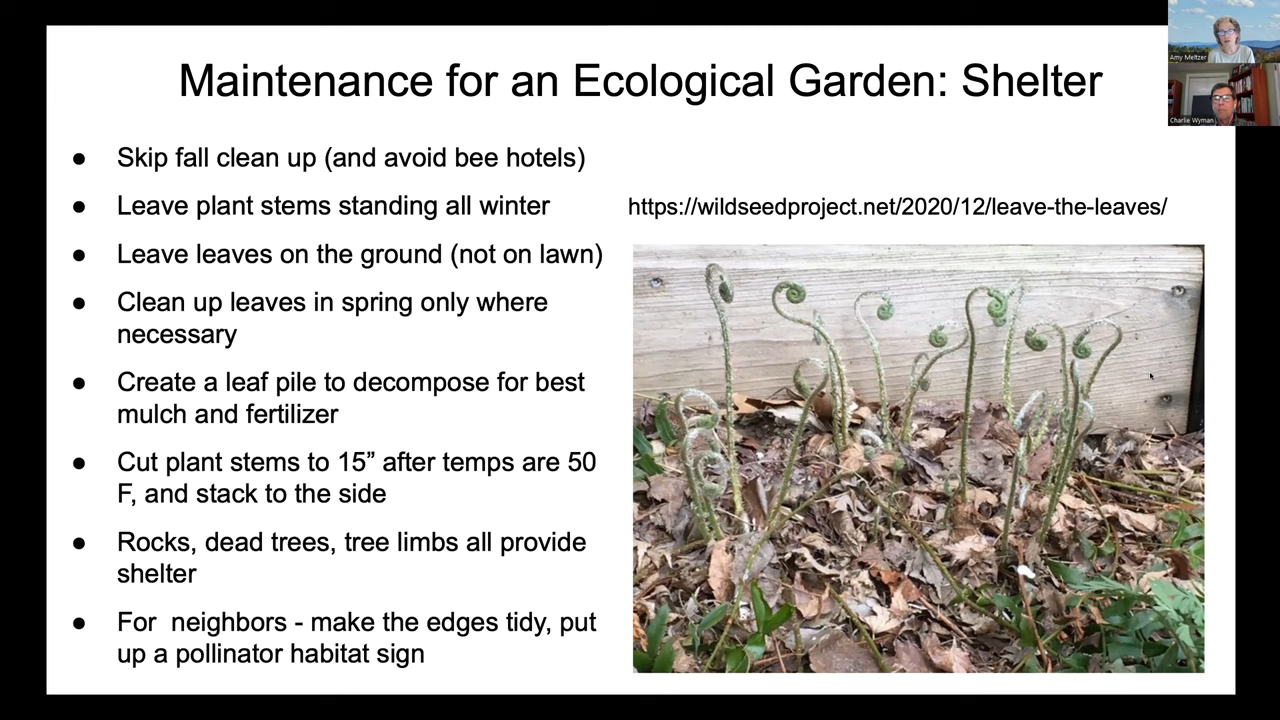 Maintenance for an Ecological Garden: Shelter
● Skip fall clean up (and avoid bee hotels)
● Leave plant stems standing all winter
● Leave leaves on the ground (not on lawn)
● Clean up leaves in spring only where
necessary
● Create a leaf pile to decompose for best
mulch and fertilizer
● Cut plant stems to 15” after temps are 50
F, and stack to the side
● Rocks, dead trees, tree limbs all provide
shelter
● For  neighbors - make the edges tidy, put
up a pollinator habitat sign
https://wildseedproject.net/2020/12/leave-the-leaves/
Amy Meltzer
Charlie Wyman